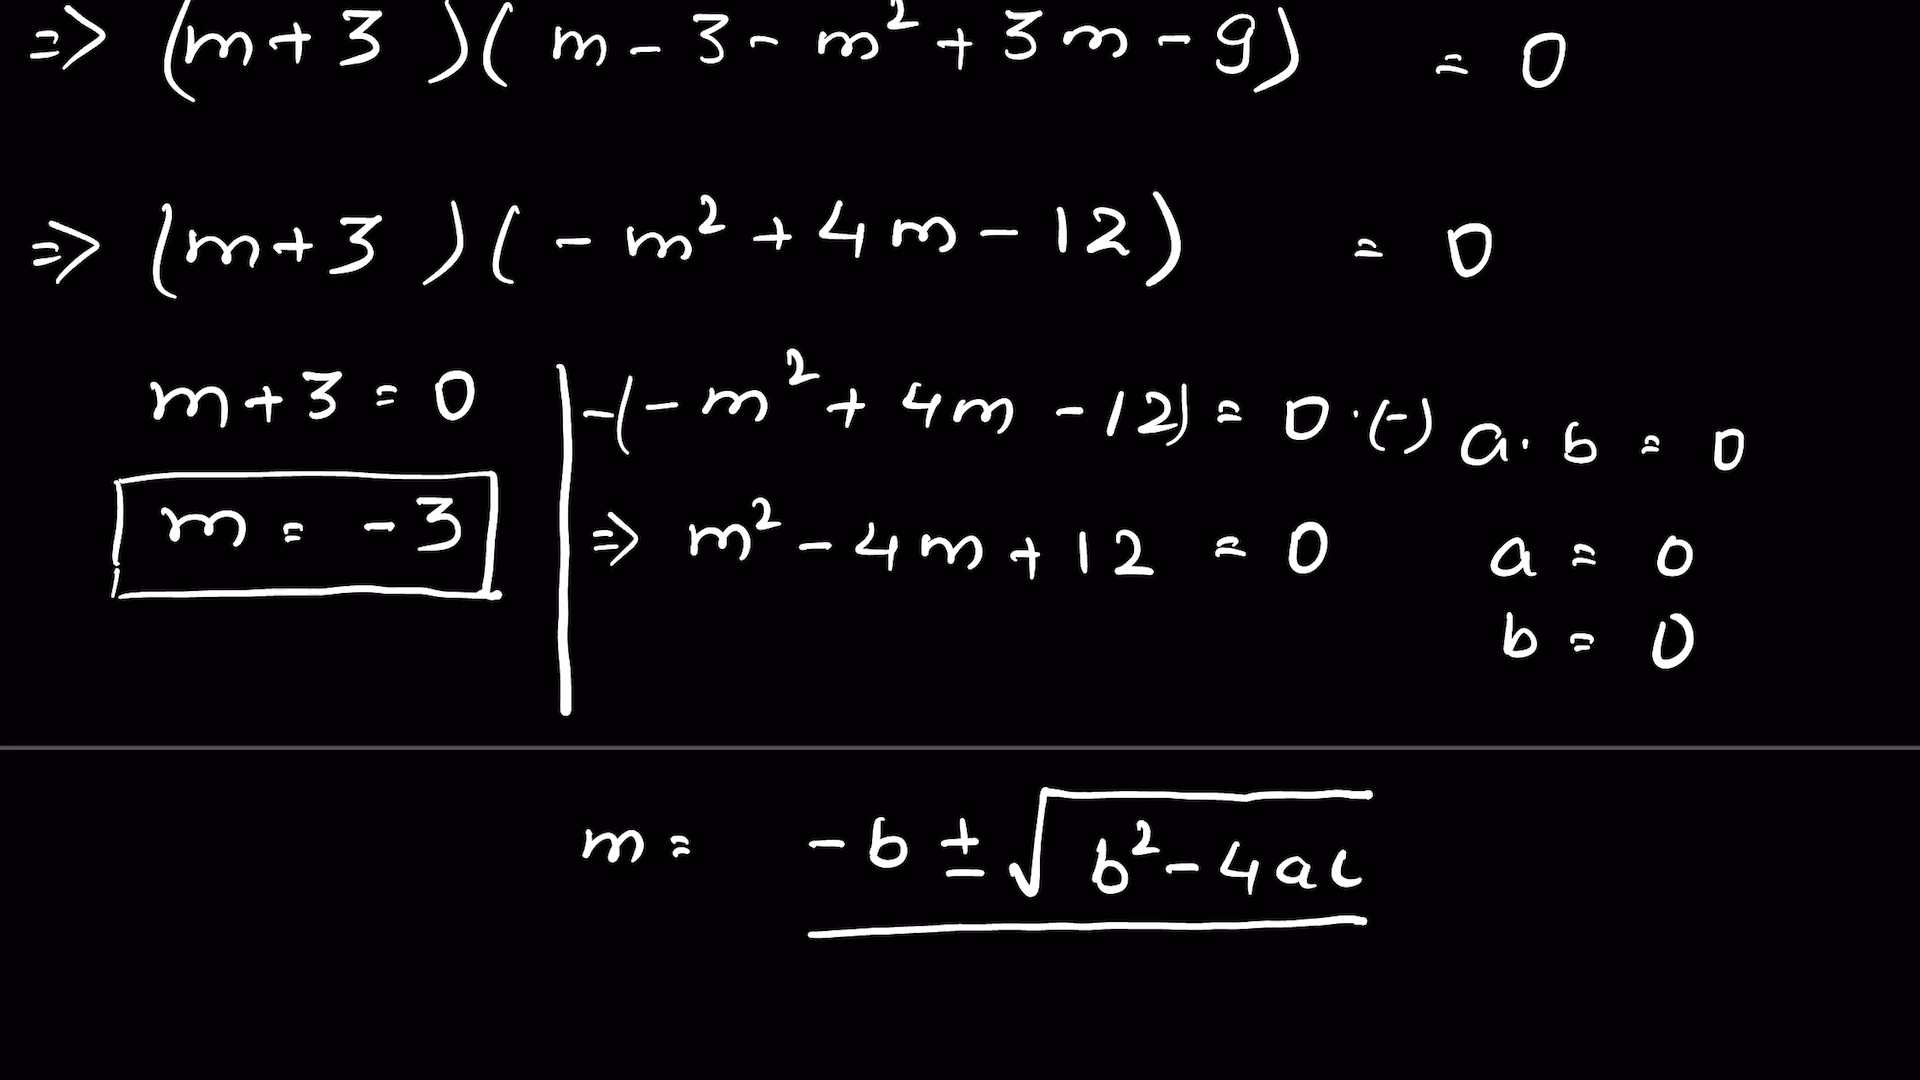 ⇒ (m+3)(m-3-m²+3m-9) = 0
⇒ (m+3)(-m²+4m-12) = 0
m+3=0
m = -3
-(-m²+4m-12) = 0·(-)
⇒ m²-4m+12 = 0
a·b = 0
a = 0
b = 0
m = -b ± √b²-4ac